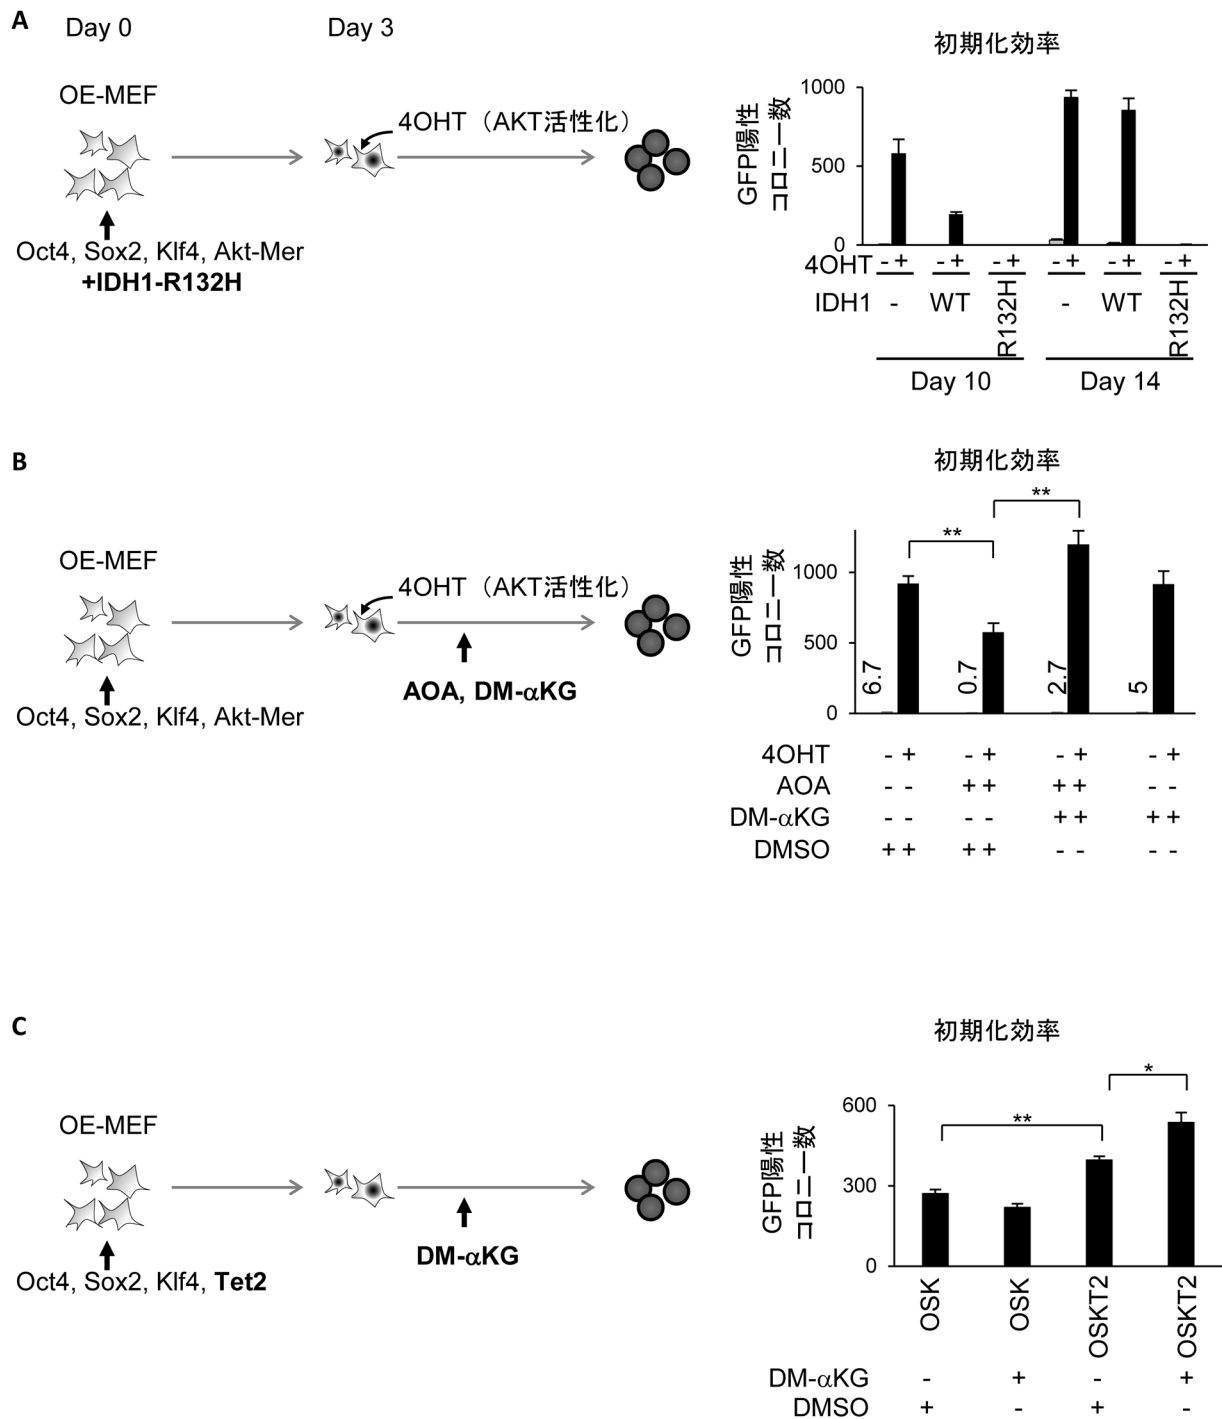 A
Day 0
Day 3
OE-MEF
4OHT（AKT活性化）
Oct4, Sox2, Klf4, Akt-Mer
+IDH1-R132H
初期化効率
GFP陽性
コロニー数
1000
500
0
4OHT - + - + - + - + - + - +
IDH1 - WT R132H - WT R132H
Day 10 Day 14
B
OE-MEF
4OHT（AKT活性化）
AOA, DM-αKG
Oct4, Sox2, Klf4, Akt-Mer
初期化効率
GFP陽性
コロニー数
** **
1000
500
0
6.7 0.7 2.7 5
4OHT - + - + - + - +
AOA - - + + + + - -
DM-αKG - - - - + + + +
DMSO + + + + - - - -
C
OE-MEF
DM-αKG
Oct4, Sox2, Klf4, Tet2
初期化効率
GFP陽性
コロニー数
** *
600
300
0
OSK OSK OSKT2 OSKT2
DM-αKG - + - +
DMSO + - + -